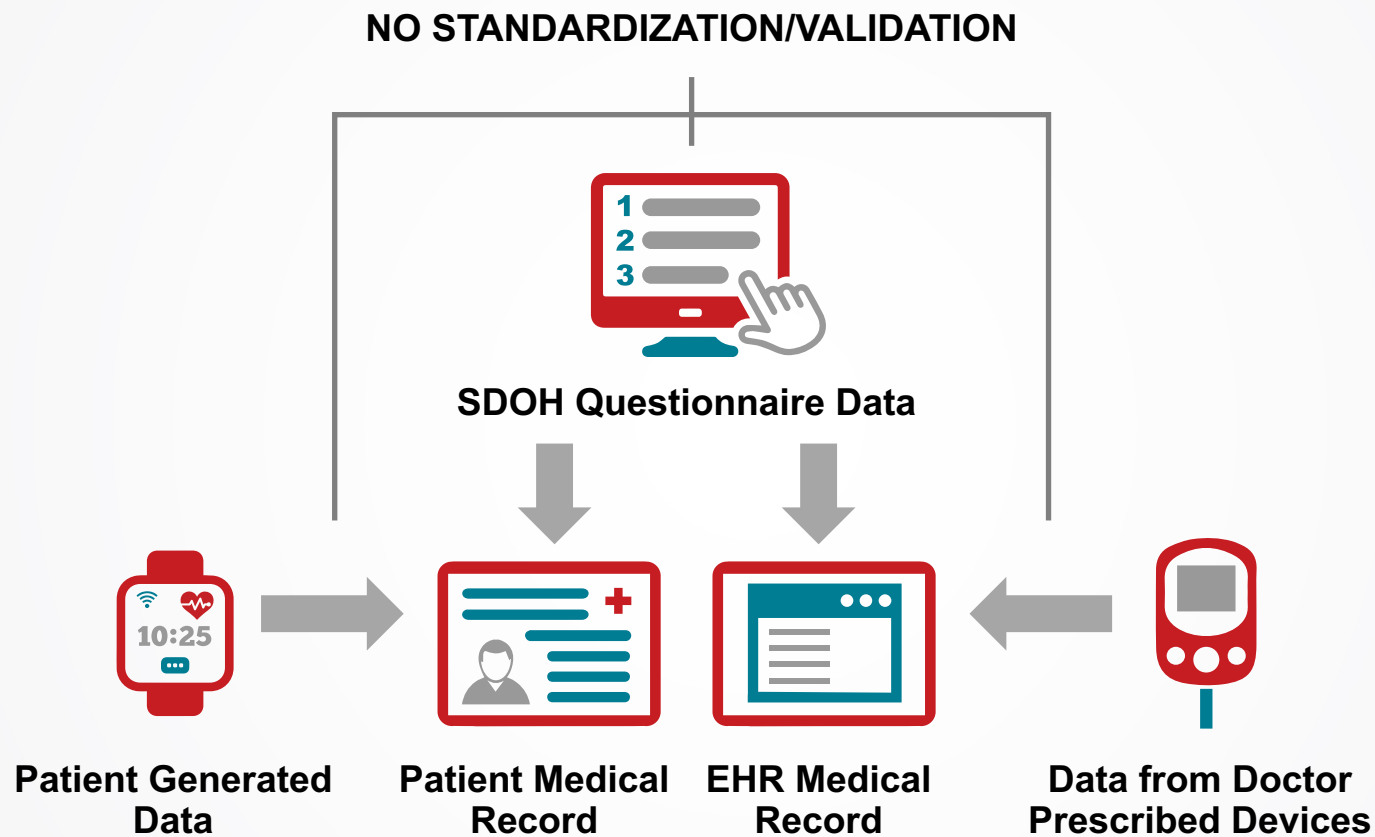 NO STANDARDIZATION/VALIDATION
1
2
3
SDOH Questionnaire Data
10:25
Patient Generated
Data
Patient Medical
Record
EHR Medical
Record
Data from Doctor
Prescribed Devices